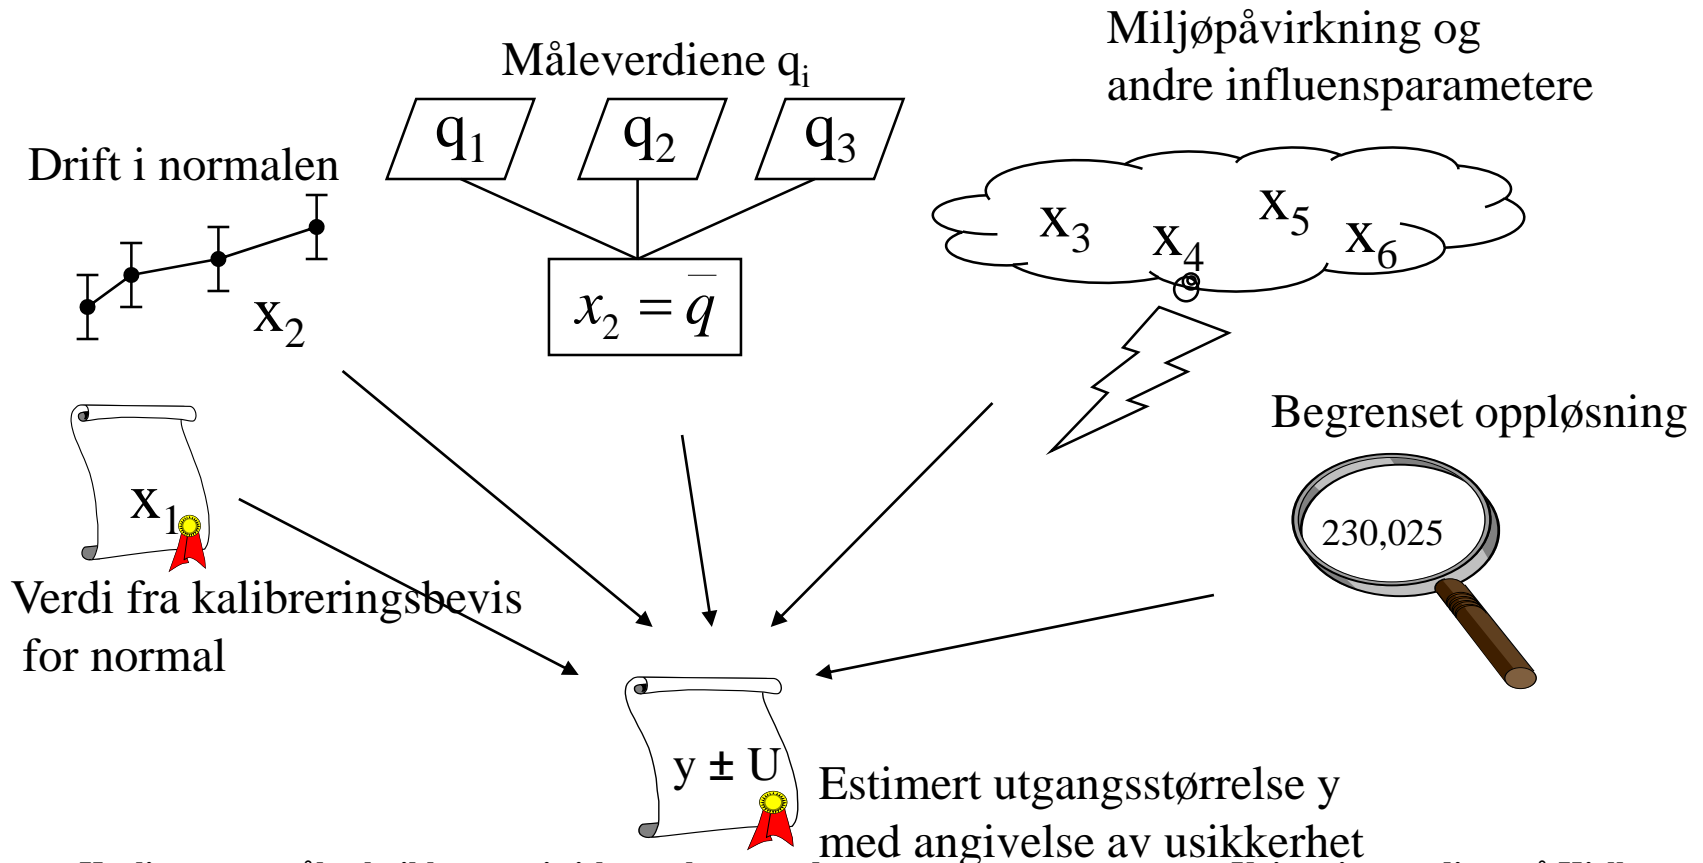 Miljøpåvirkning og
andre influensparametere
Måleverdiene qᵢ
q₁ q₂ q₃
Drift i normalen
x₂
x₂ = q̅
x₃ x₄ x₅ x₆
Begrenset oppløsning
230,025
x₁
Verdi fra kalibreringsbevis
for normal
y ± U
Estimert utgangsstørrelse y
med angivelse av usikkerhet